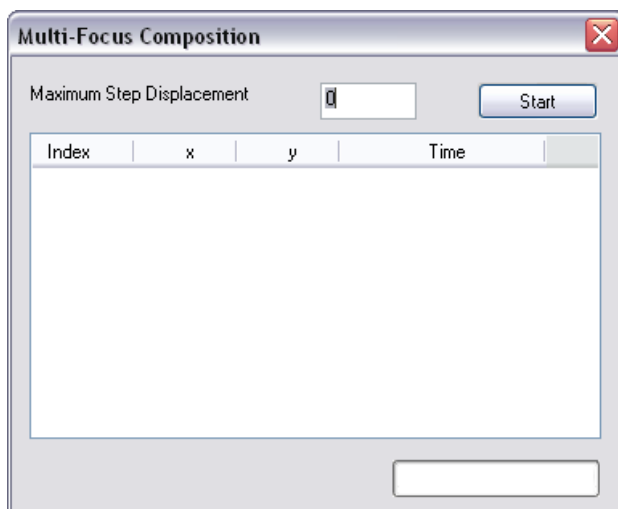 Multi-Focus Composition
Maximum Step Displacement 0 Start
Index x y Time